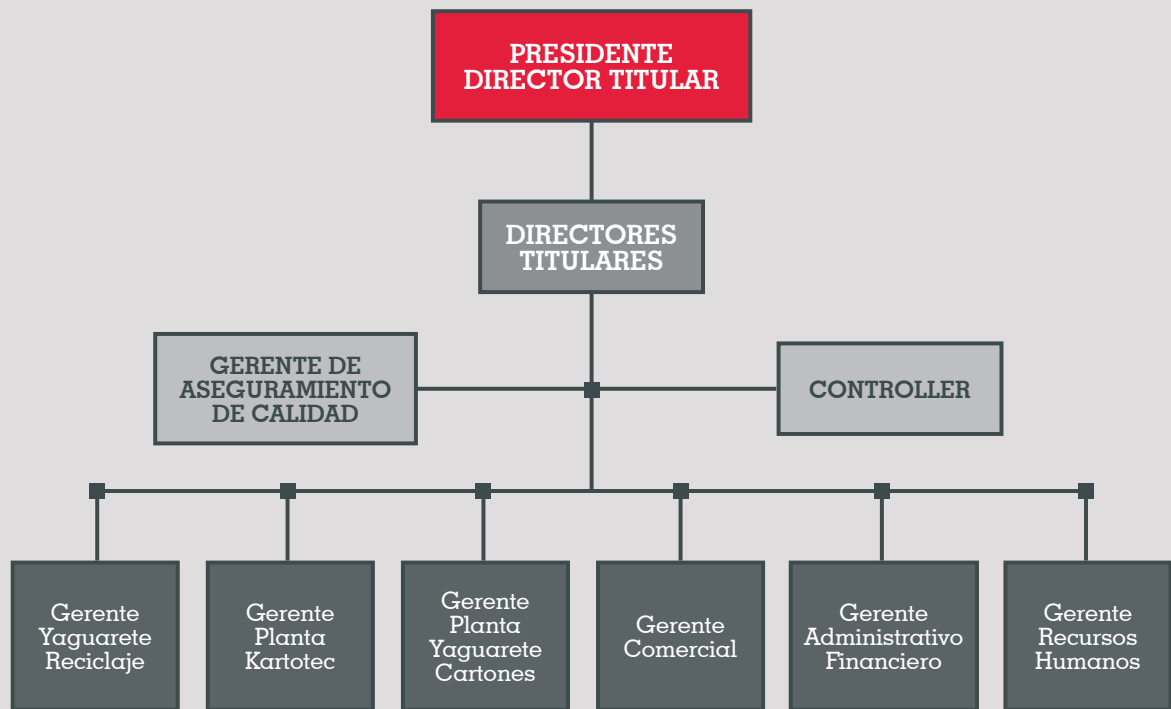 PRESIDENTE
DIRECTOR TITULAR
DIRECTORES
TITULARES
GERENTE DE
ASEGURAMIENTO
DE CALIDAD
CONTROLLER
Gerente
Yaguarete
Reciclaje
Gerente
Planta
Kartotec
Gerente
Planta
Yaguarete
Cartones
Gerente
Comercial
Gerente
Administrativo
Financiero
Gerente
Recursos
Humanos